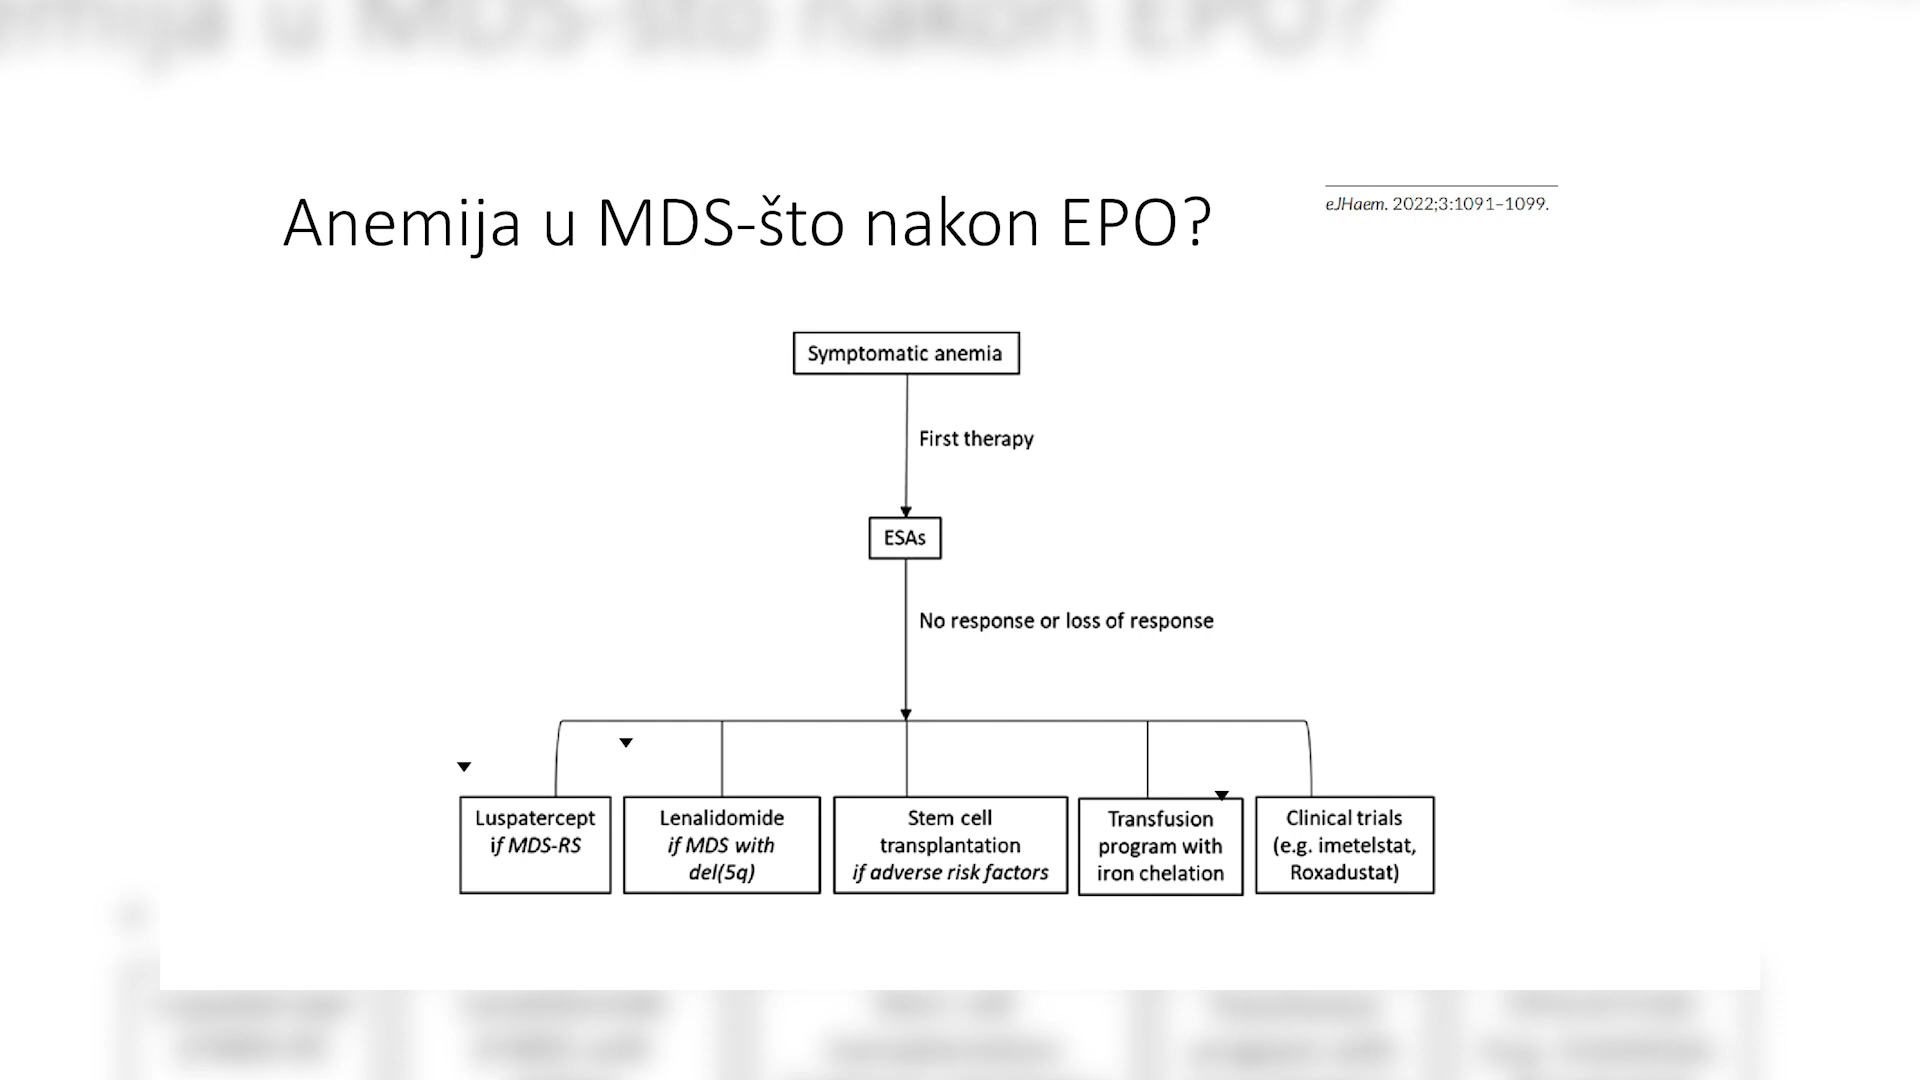 Anemija u MDS-što nakon EPO?
eJHaem. 2022;3:1091–1099.
Symptomatic anemia
First therapy
ESAs
No response or loss of response
Luspatercept
if MDS-RS
Lenalidomide
if MDS with
del(5q)
Stem cell
transplantation
if adverse risk factors
Transfusion
program with
iron chelation
Clinical trials
(e.g. imetelstat,
Roxadustat)